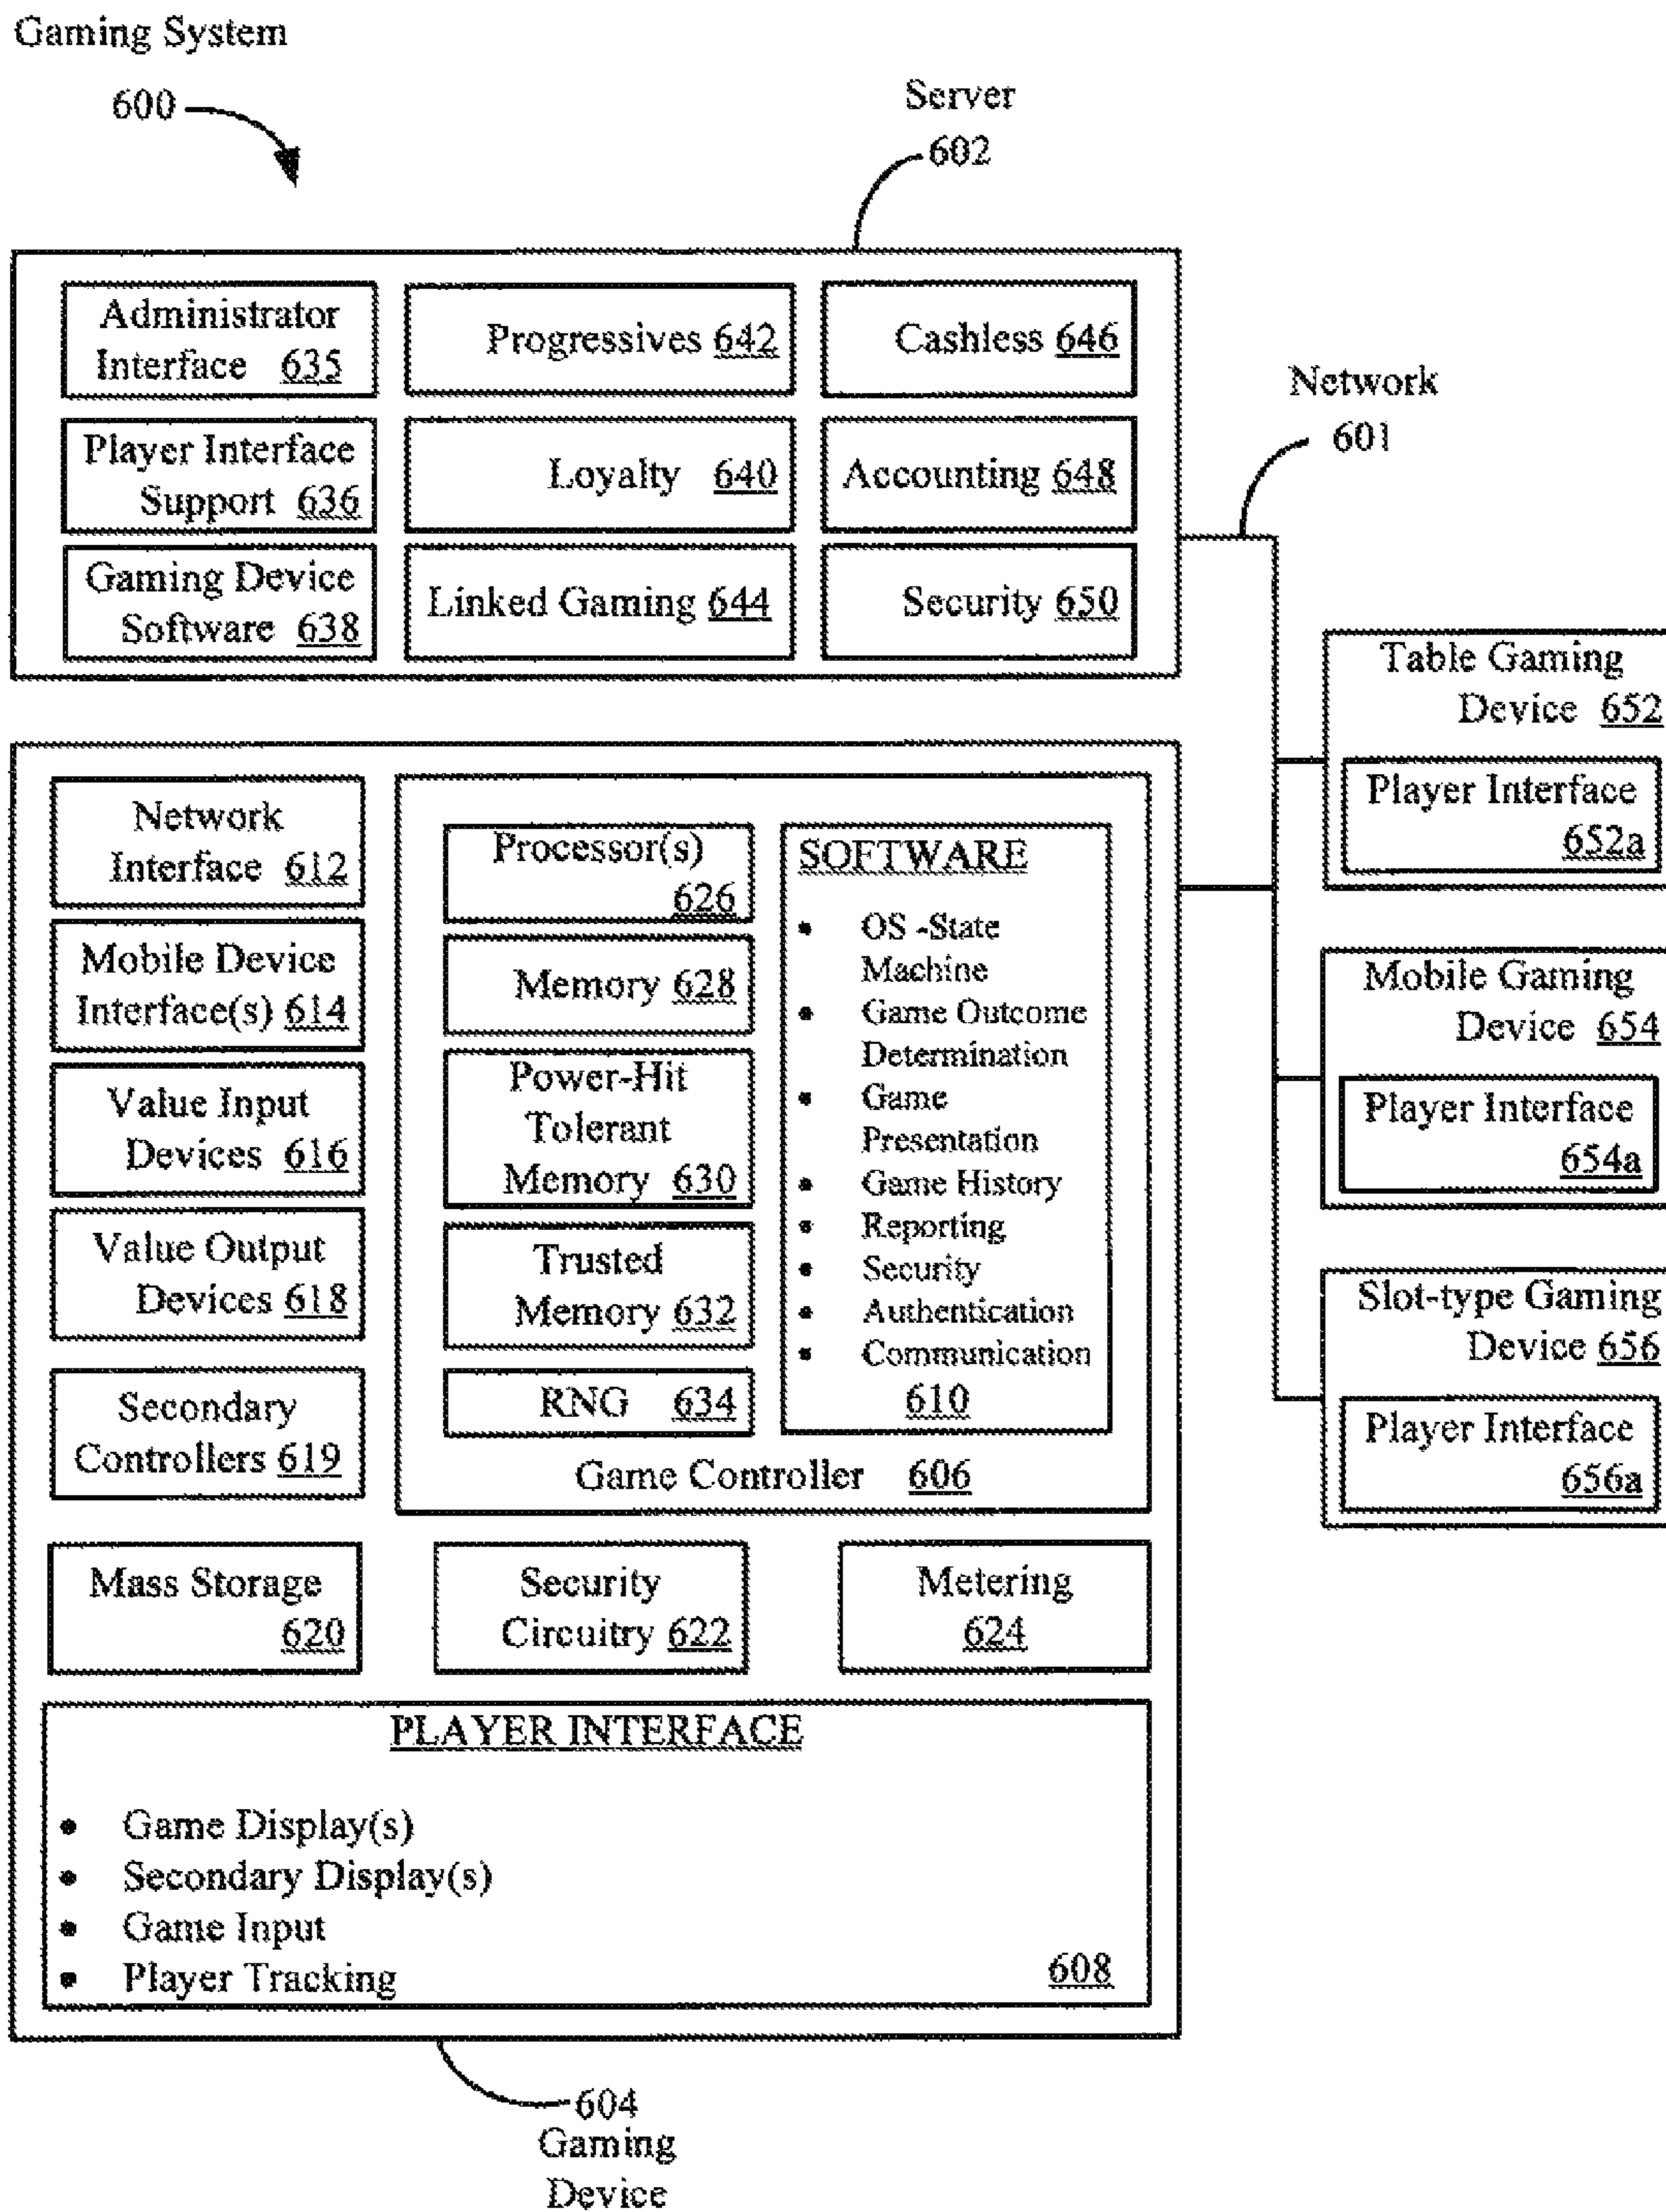 Gaming System
600
Server
602
Administrator
Interface 635
Progressives 642
Cashless 646
Player Interface
Support 636
Loyalty 640
Accounting 648
Gaming Device
Software 638
Linked Gaming 644
Security 650
Network
601
Table Gaming
Device 652
Player Interface
652a
Mobile Gaming
Device 654
Player Interface
654a
Slot-type Gaming
Device 656
Player Interface
656a
Network
Interface 612
Mobile Device
Interface(s) 614
Value Input
Devices 616
Value Output
Devices 618
Secondary
Controllers 619
Processor(s)
626
Memory 628
Power-Hit
Tolerant
Memory 630
Trusted
Memory 632
RNG 634
SOFTWARE
• OS -State
Machine
• Game Outcome
Determination
• Game
Presentation
• Game History
• Reporting
• Security
• Authentication
• Communication
610
Game Controller 606
Mass Storage
620
Security
Circuitry 622
Metering
624
PLAYER INTERFACE
• Game Display(s)
• Secondary Display(s)
• Game Input
• Player Tracking
608
604
Gaming
Device